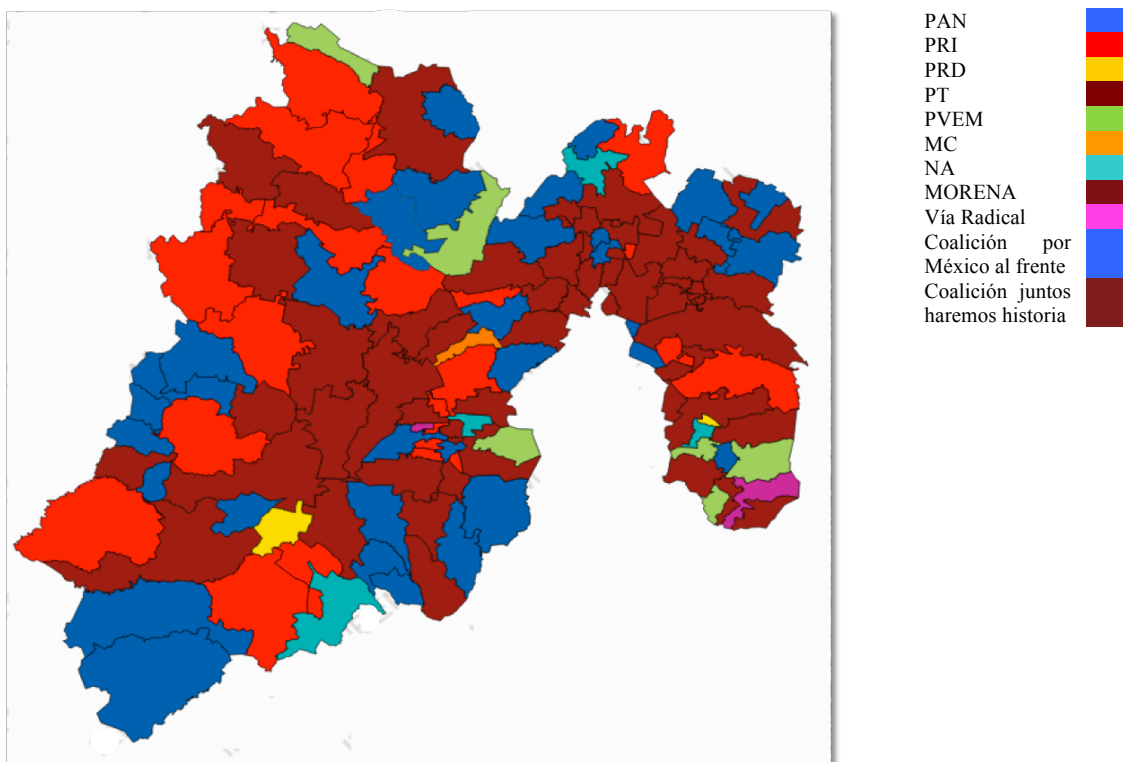 PAN
PRI
PRD
PT
PVEM
MC
NA
MORENA
Vía Radical
Coalición por
México al frente
Coalición juntos
haremos historia